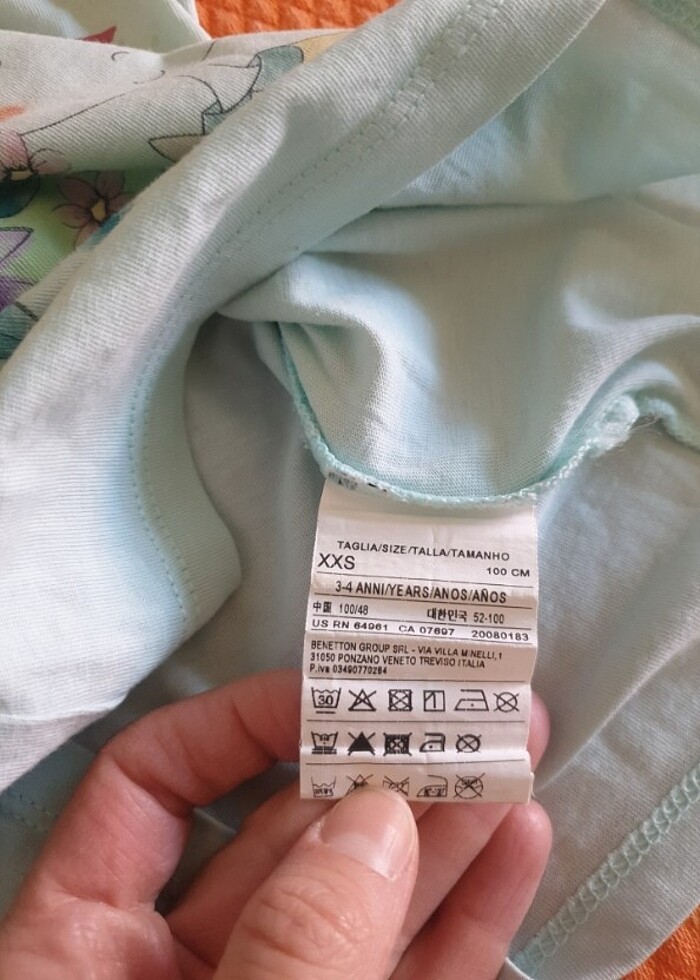 TAGLIA/SIZE/TALLA/TAMANHO
XXS 100 CM
3-4 ANNI/YEARS/ANOS/AÑOS
中国 100/48 대한민국 52-100
US RN 64961 CA 07697 20080183
BENETTON GROUP SRL - VIA VILLA MINELLI,1
31050 PONZANO VENETO TREVISO ITALIA
P.iva 03490770264
30